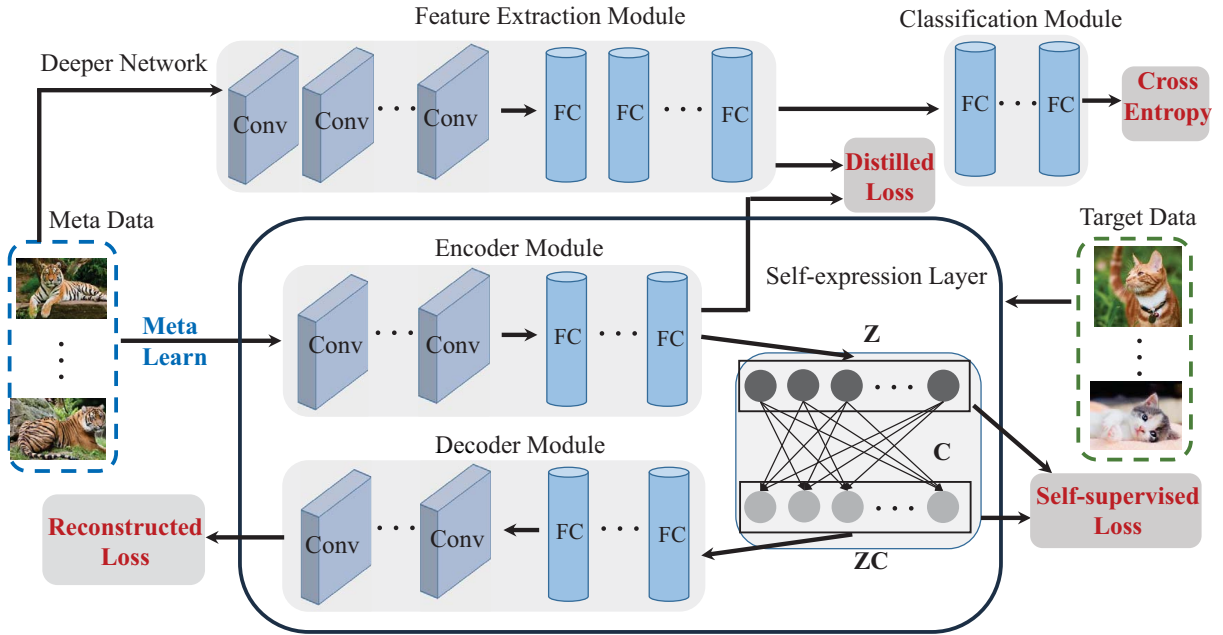 Feature Extraction Module
Classification Module
Deeper Network
Conv
Conv
Conv
FC
FC
FC
FC
FC
Cross
Entropy
Distilled
Loss
Meta Data
Target Data
Encoder Module
Self-expression Layer
Meta
Learn
Conv
Conv
FC
FC
Z
C
Decoder Module
Conv
Conv
FC
FC
ZC
Reconstructed
Loss
Self-supervised
Loss